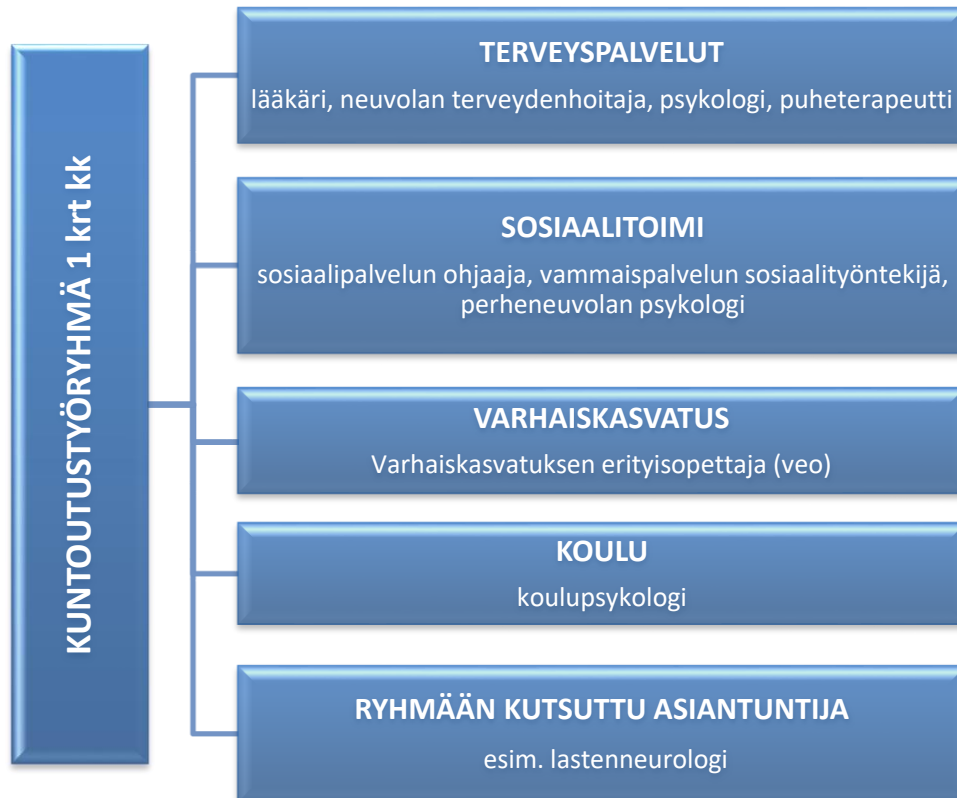 KUNTOUTUSTYÖRYHMÄ 1 krt kk
TERVEYSPALVELUT
lääkäri, neuvolan terveydenhoitaja, psykologi, puheterapeutti
SOSIAALITOIMI
sosiaalipalvelun ohjaaja, vammaispalvelun sosiaalityöntekijä,
perheneuvolan psykologi
VARHAISKASVATUS
Varhaiskasvatuksen erityisopettaja (veo)
KOULU
koulupsykologi
RYHMÄÄN KUTSUTTU ASIANTUNTIJA
esim. lastenneurologi